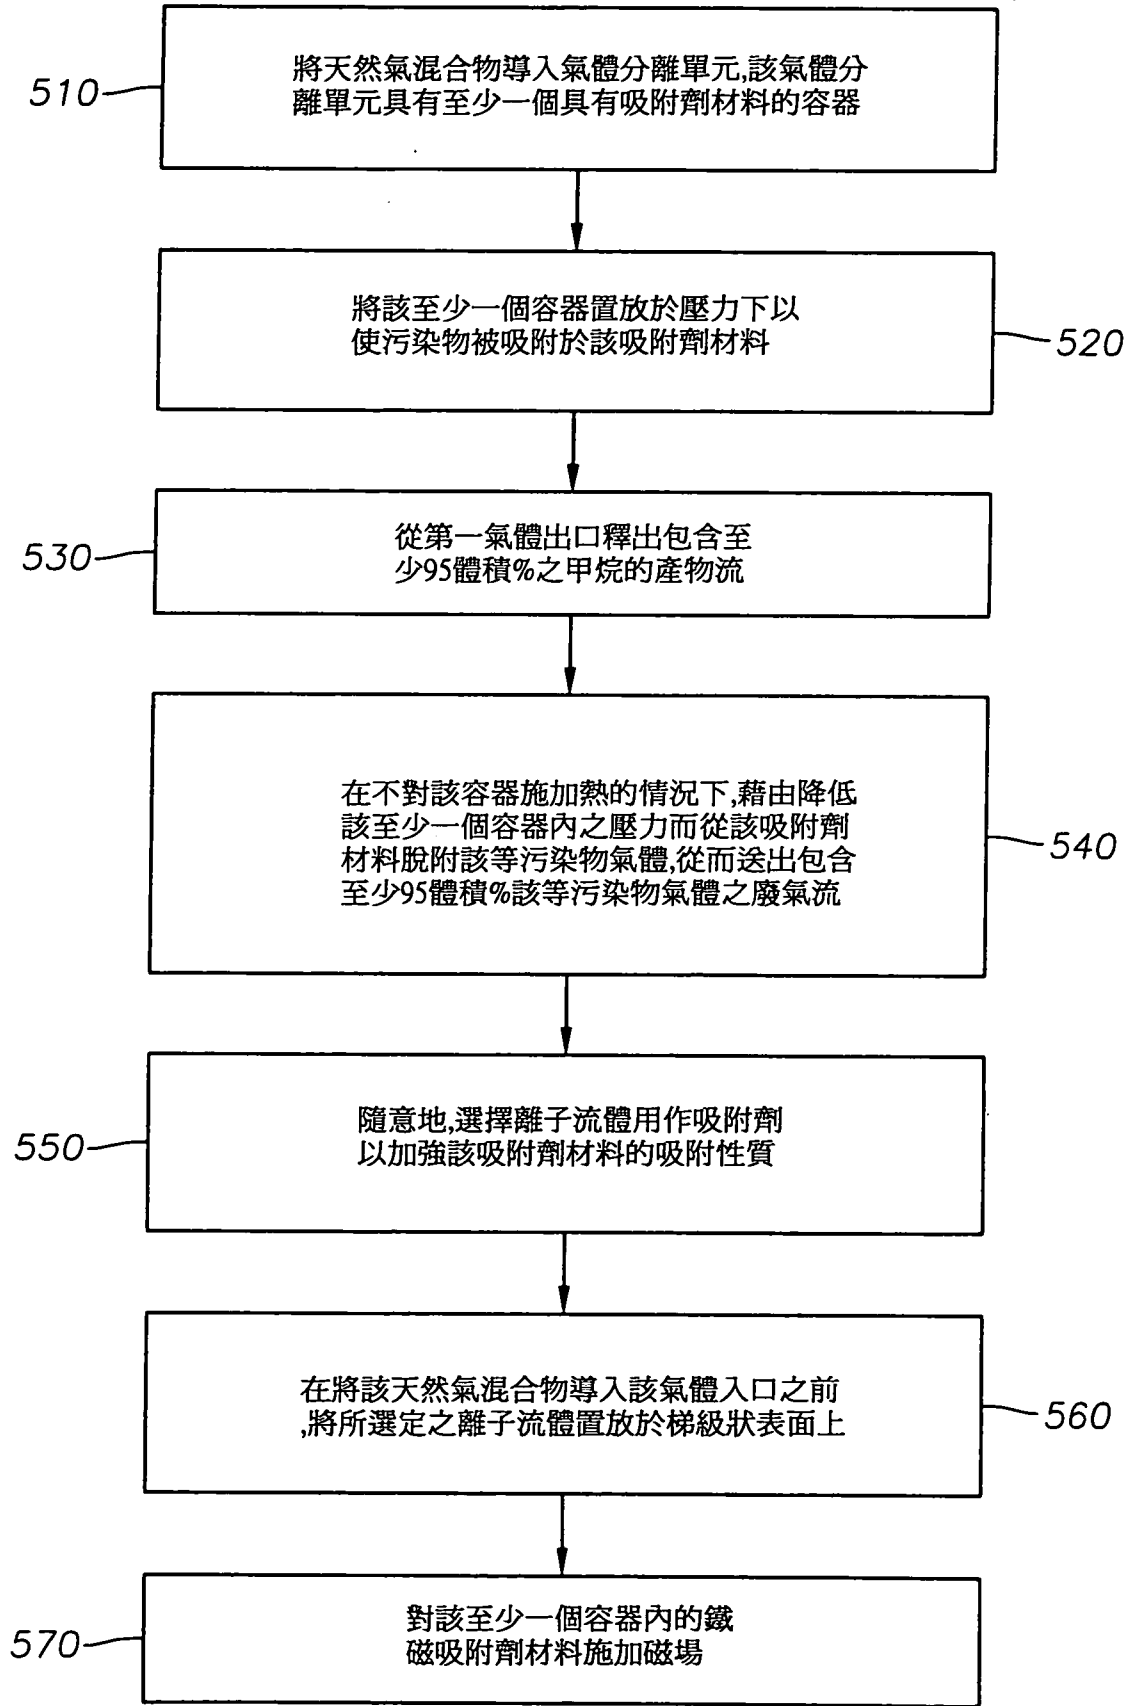 510
將天然氣混合物導入氣體分離單元,該氣體分
離單元具有至少一個具有吸附劑材料的容器
將該至少一個容器置放於壓力下以
使污染物被吸附於該吸附劑材料
520
530
從第一氣體出口釋出包含至
少95體積%之甲烷的產物流
在不對該容器施加熱的情況下,藉由降低
該至少一個容器內之壓力而從該吸附劑
材料脫附該等污染物氣體,從而送出包含
至少95體積%該等污染物氣體之廢氣流
540
550
隨意地,選擇離子流體用作吸附劑
以加強該吸附劑材料的吸附性質
在將該天然氣混合物導入該氣體入口之前
,將所選定之離子流體置放於梯級狀表面上
560
570
對該至少一個容器內的鐵
磁吸附劑材料施加磁場